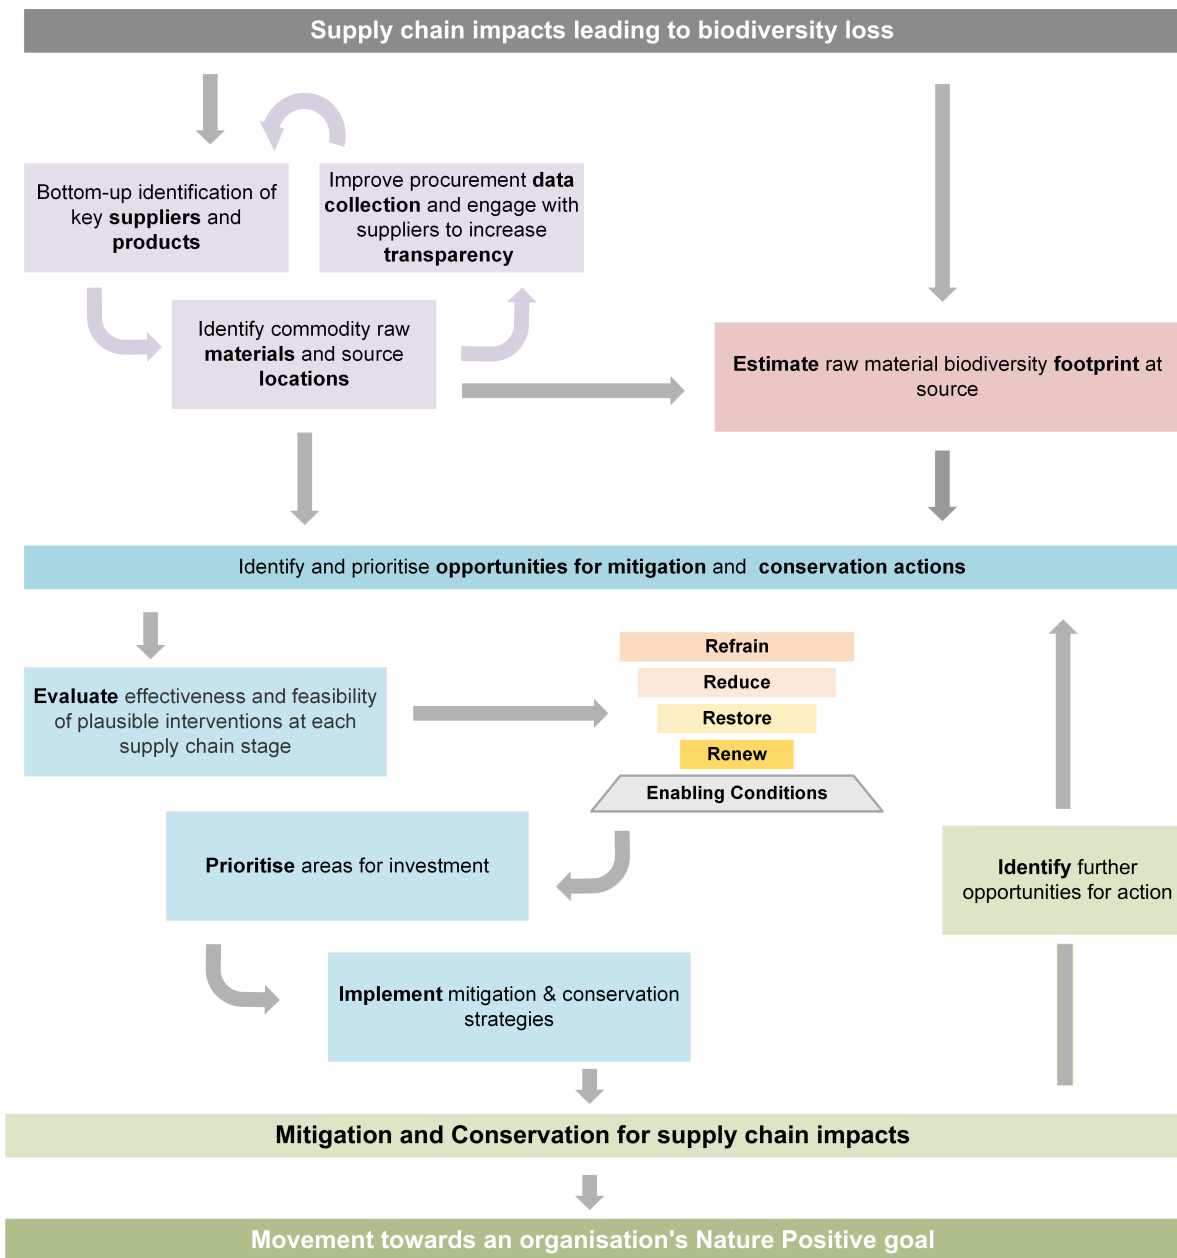 Supply chain impacts leading to biodiversity loss
Bottom-up identification of
key suppliers and
products
Improve procurement data
collection and engage with
suppliers to increase
transparency
Identify commodity raw
materials and source
locations
Estimate raw material biodiversity footprint at
source
Identify and prioritise opportunities for mitigation and conservation actions
Evaluate effectiveness and feasibility
of plausible interventions at each
supply chain stage
Refrain
Reduce
Restore
Renew
Enabling Conditions
Prioritise areas for investment
Identify further
opportunities for action
Implement mitigation & conservation
strategies
Mitigation and Conservation for supply chain impacts
Movement towards an organisation's Nature Positive goal